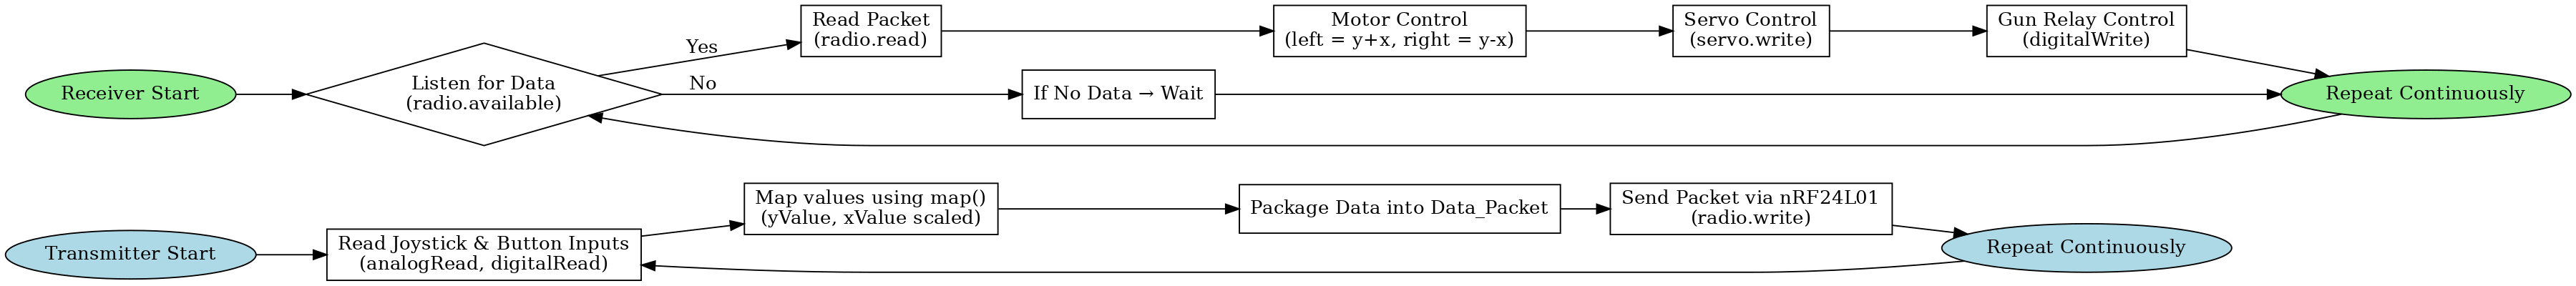 Receiver Start
Listen for Data
(radio.available)
Yes
No
Read Packet
(radio.read)
If No Data → Wait
Motor Control
(left = y+x, right = y-x)
Servo Control
(servo.write)
Gun Relay Control
(digitalWrite)
Repeat Continuously
Transmitter Start
Read Joystick & Button Inputs
(analogRead, digitalRead)
Map values using map()
(yValue, xValue scaled)
Package Data into Data_Packet
Send Packet via nRF24L01
(radio.write)
Repeat Continuously